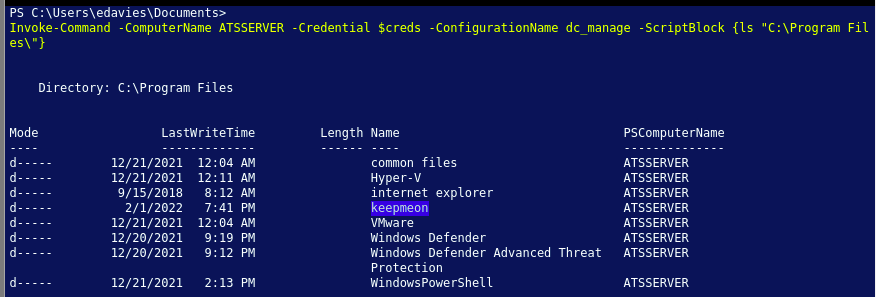 PS C:\Users\edavies\Documents>
Invoke-Command -ComputerName ATSSERVER -Credential $creds -ConfigurationName dc_manage -ScriptBlock {ls "C:\Program Fil
es\"}
Directory: C:\Program Files
Mode LastWriteTime Length Name PSComputerName
---- ------------- ------ ---- --------------
d----- 12/21/2021 12:04 AM common files ATSSERVER
d----- 12/21/2021 12:11 AM Hyper-V ATSSERVER
d----- 9/15/2018 8:12 AM internet explorer ATSSERVER
d----- 2/1/2022 7:41 PM keepmeon ATSSERVER
d----- 12/21/2021 12:04 AM VMware ATSSERVER
d----- 12/20/2021 9:19 PM Windows Defender ATSSERVER
d----- 12/20/2021 9:12 PM Windows Defender Advanced Threat ATSSERVER
Protection
d----- 12/21/2021 2:13 PM WindowsPowerShell ATSSERVER